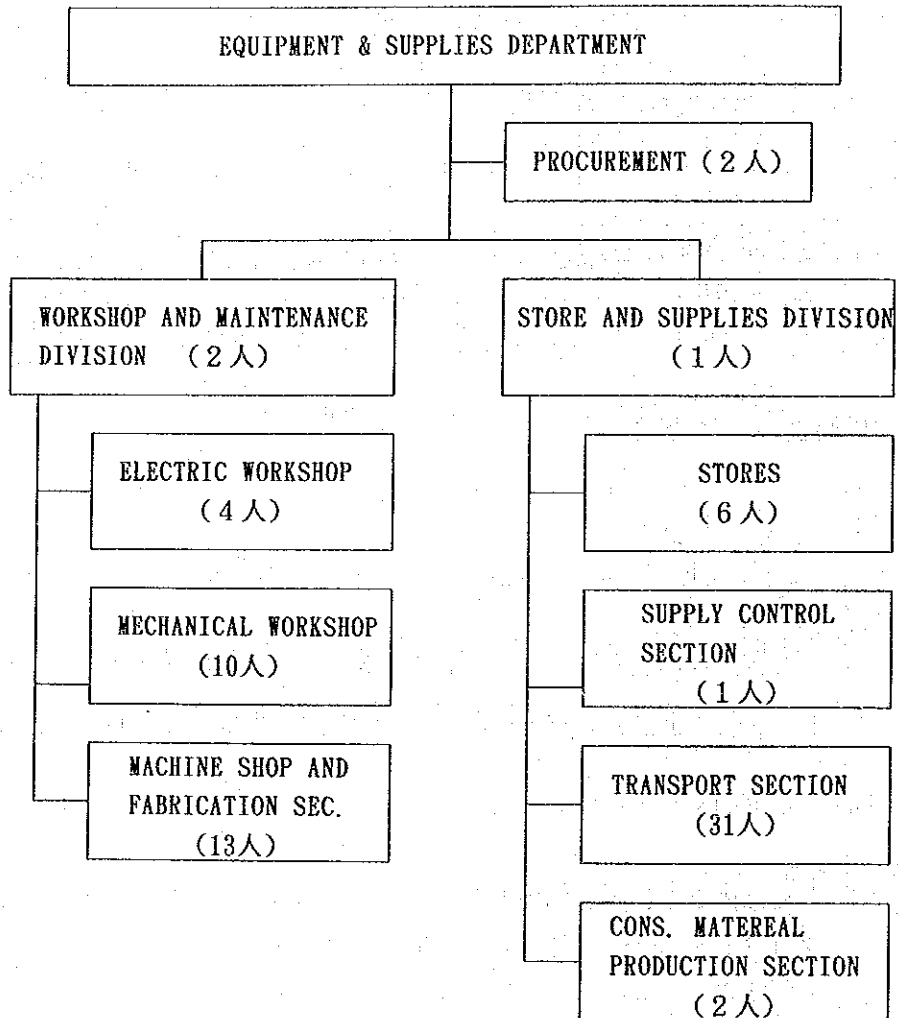 EQUIPMENT & SUPPLIES DEPARTMENT
PROCUREMENT (2人)
WORKSHOP AND MAINTENANCE
DIVISION (2人)
ELECTRIC WORKSHOP
(4人)
MECHANICAL WORKSHOP
(10人)
MACHINE SHOP AND
FABRICATION SEC.
(13人)
STORE AND SUPPLIES DIVISION
(1人)
STORES
(6人)
SUPPLY CONTROL
SECTION
(1人)
TRANSPORT SECTION
(31人)
CONS. MATEREAL
PRODUCTION SECTION
(2人)